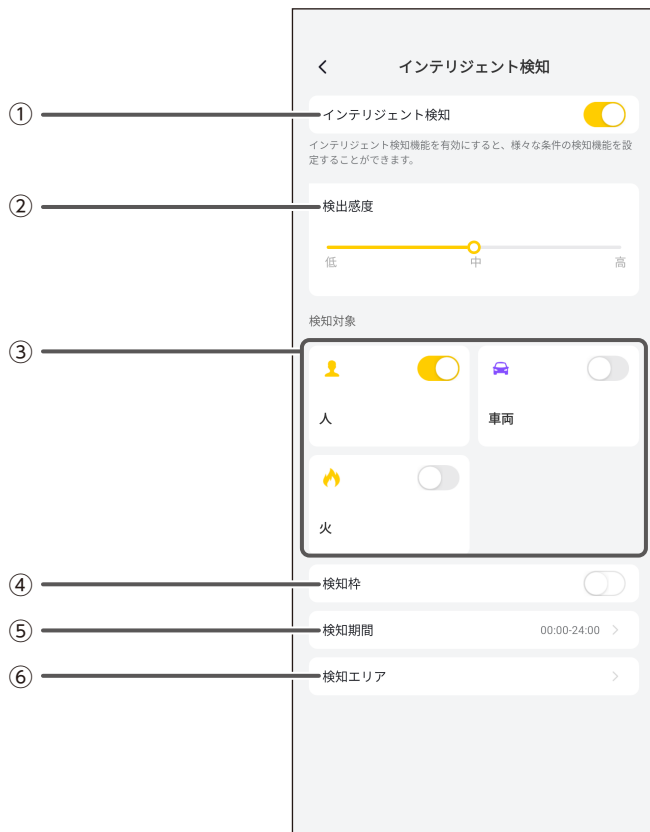 インテリジェント検知
① インテリジェント検知
インテリジェント検知機能を有効にすると、様々な条件の検知機能を設
定することができます。
② 検出感度
低 中 高
検知対象
③
人 車両
火
④ 検知枠
⑤ 検知期間 00:00-24:00
⑥ 検知エリア